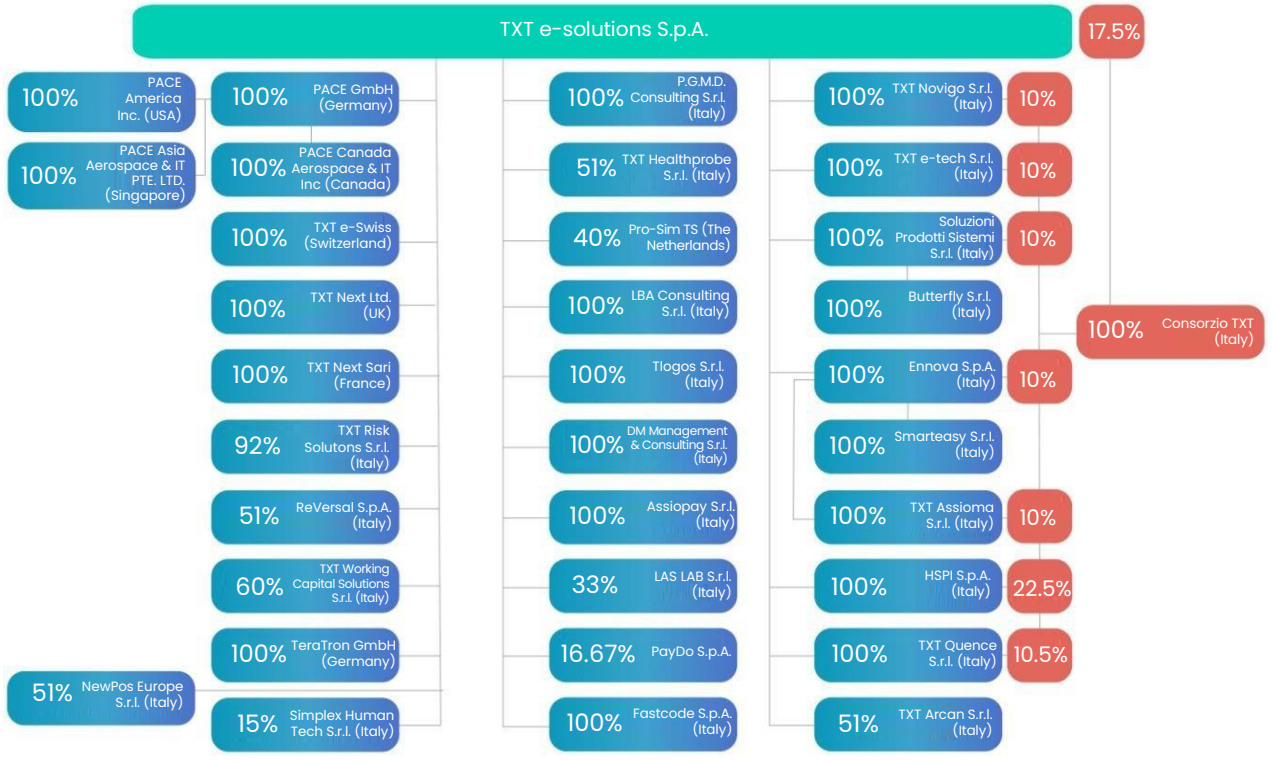 TXT e-solutions S.p.A.
17.5%
100%
PACE
America
Inc. (USA)
100%
PACE Asia
Aerospace & IT
PTE. LTD.
(Singapore)
51%
NewPos Europe
S.r.l. (Italy)
100%
PACE GmbH
(Germany)
100%
PACE Canada
Aerospace & IT
Inc (Canada)
100%
TXT e-Swiss
(Switzerland)
100%
TXT Next Ltd.
(UK)
100%
TXT Next Sarl
(France)
92%
TXT Risk
Solutons S.r.l.
(Italy)
51%
ReVersal S.p.A.
(Italy)
60%
TXT Working
Capital Solutions
S.r.l. (Italy)
100%
TeraTron GmbH
(Germany)
15%
Simplex Human
Tech S.r.l. (Italy)
100%
P.G.M.D.
Consulting S.r.l.
(Italy)
51%
TXT Healthprobe
S.r.l. (Italy)
40%
Pro-Sim TS (The
Netherlands)
100%
LBA Consulting
S.r.l. (Italy)
100%
Tlogos S.r.l.
(Italy)
100%
DM Management
& Consulting S.r.l.
(Italy)
100%
Assiopay S.r.l.
(Italy)
33%
LAS LAB S.r.l.
(Italy)
16.67%
PayDo S.p.A.
100%
Fastcode S.p.A.
(Italy)
100%
TXT Novigo S.r.l.
(Italy)
10%
100%
TXT e-tech S.r.l.
(Italy)
10%
100%
Soluzioni
Prodotti Sistemi
S.r.l. (Italy)
10%
100%
Butterfly S.r.l.
(Italy)
100%
Ennova S.p.A.
(Italy)
10%
100%
Smarteasy S.r.l.
(Italy)
100%
TXT Assioma
S.r.l. (Italy)
10%
100%
HSPI S.p.A.
(Italy)
22.5%
100%
TXT Quence
S.r.l. (Italy)
10.5%
51%
TXT Arcan S.r.l.
(Italy)
100%
Consorzio TXT
(Italy)